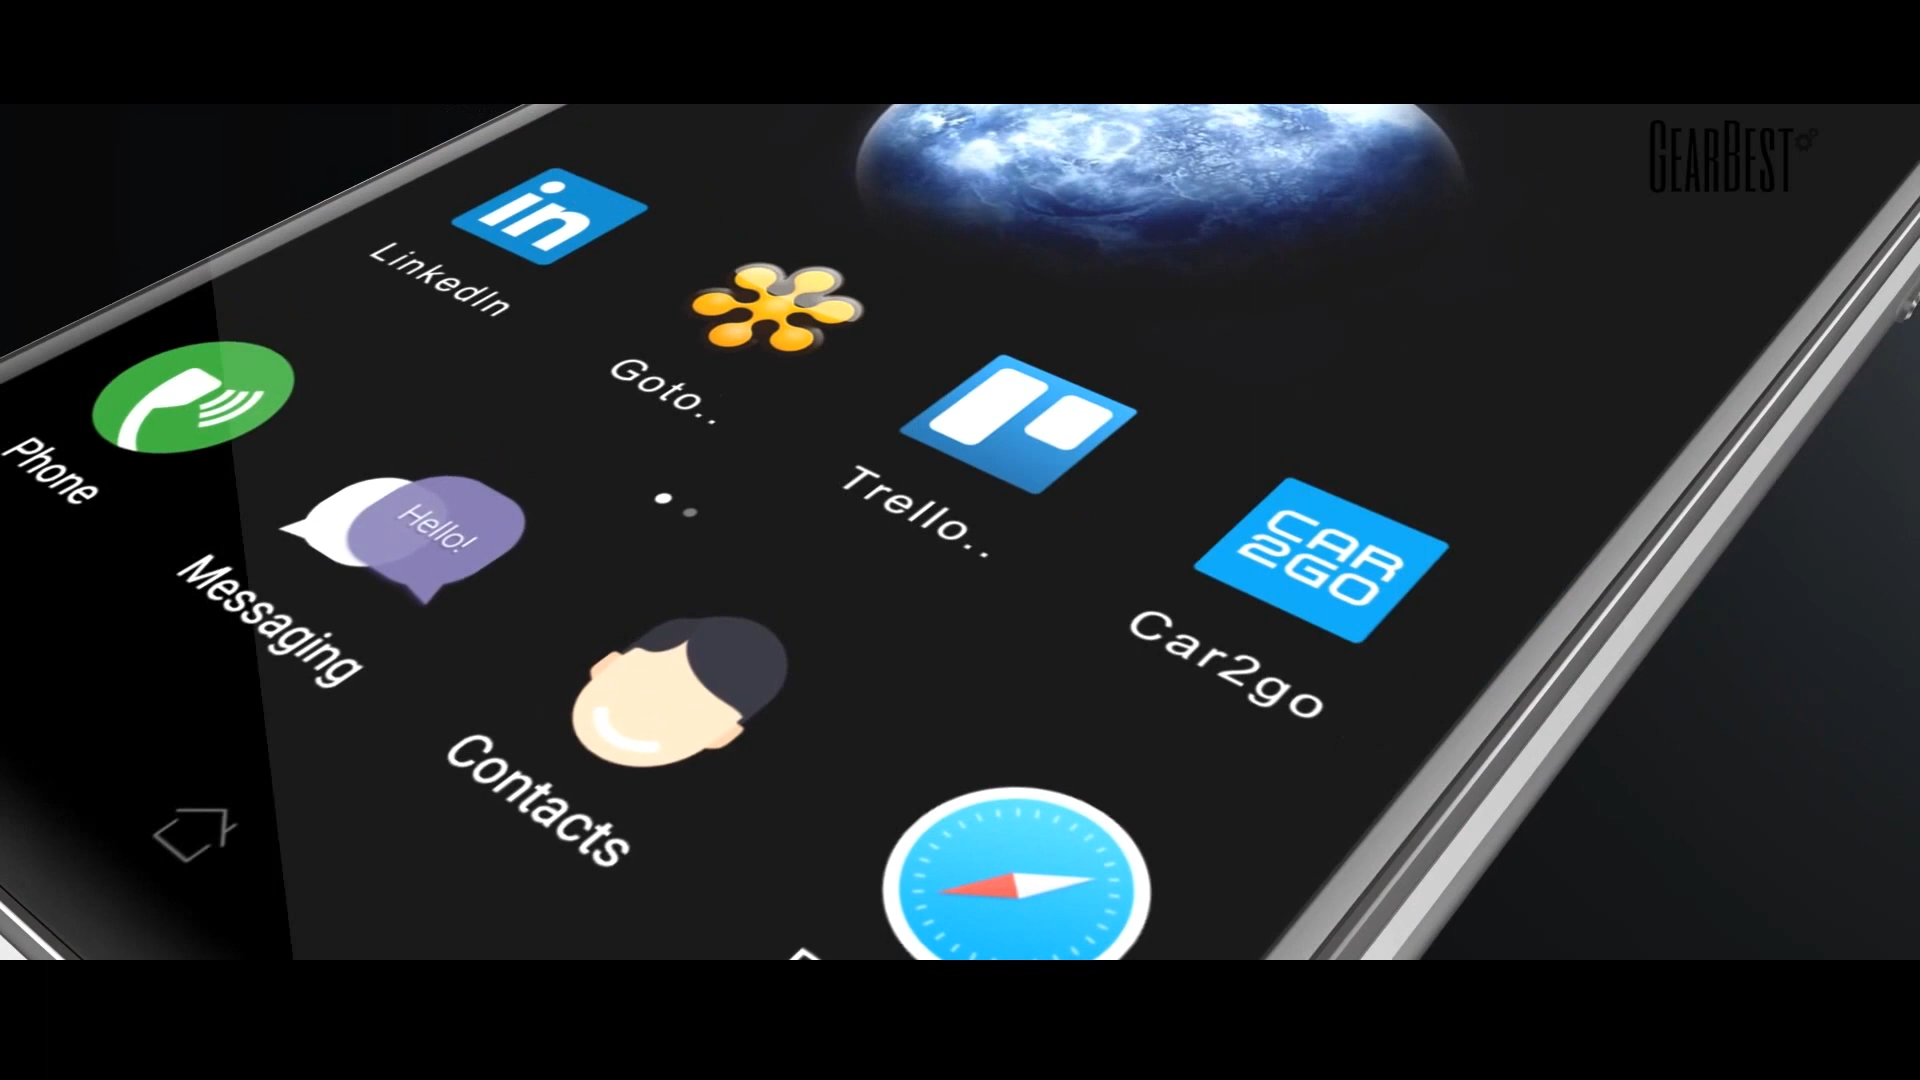 GEARBEST
in
LinkedIn
Goto..
Trello..
CAR
2GO
Car2go
Phone
Hello!
Messaging
Contacts